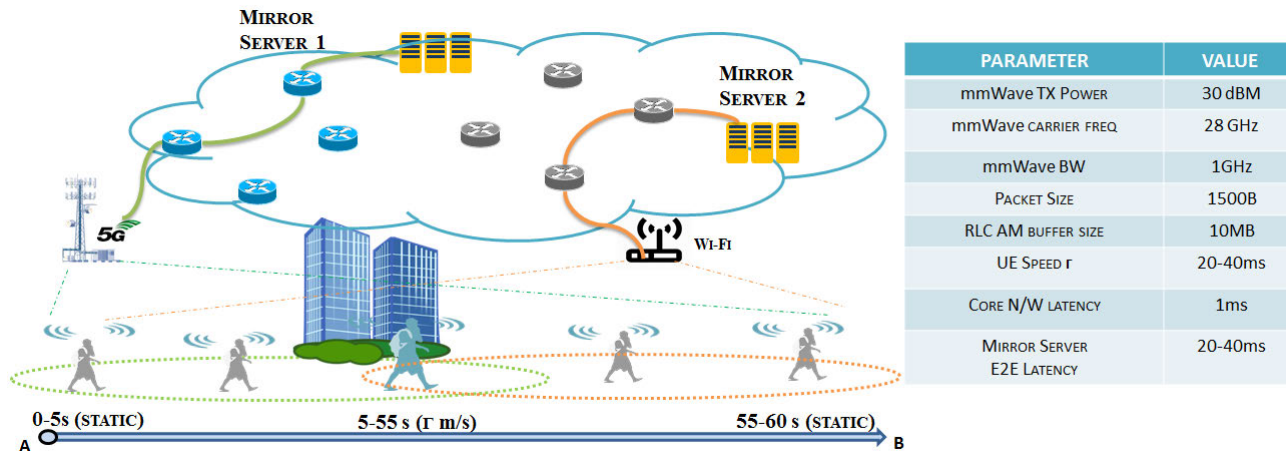 MIRROR
SERVER 1
MIRROR
SERVER 2
5G
WI-FI
0-5s (STATIC)
5-55 s (r m/s)
55-60 s (STATIC)
A
B
PARAMETER VALUE
mmWave TX POWER 30 dBM
mmWave CARRIER FREQ 28 GHz
mmWave BW 1GHz
PACKET SIZE 1500B
RLC AM BUFFER SIZE 10MB
UE SPEED r 20-40ms
CORE N/W LATENCY 1ms
MIRROR SERVER 20-40ms
E2E LATENCY